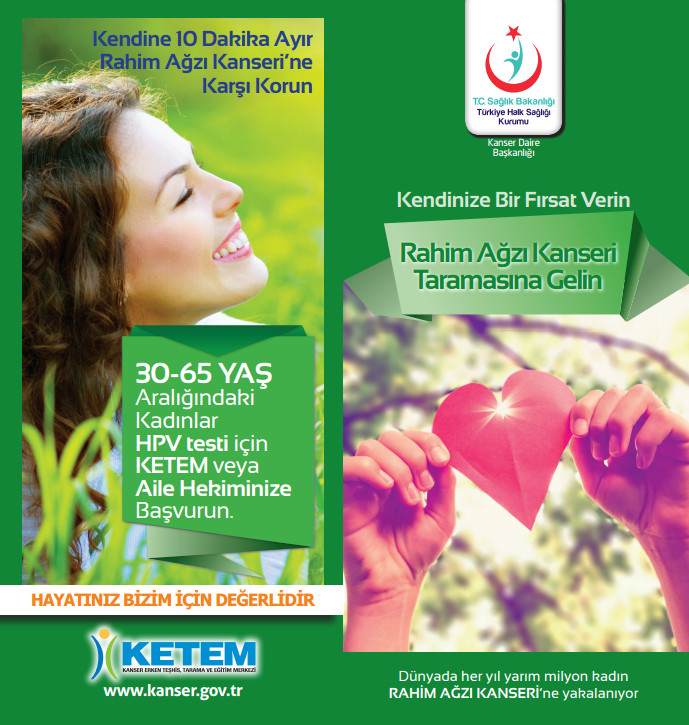 Kendine 10 Dakika Ayır
Rahim Ağzı Kanseri’ne
Karşı Korun
30-65 YAŞ
Aralığındaki
Kadınlar
HPV testi için
KETEM veya
Aile Hekiminize
Başvurun.
HAYATINIZ BİZİM İÇİN DEĞERLİDİR
KETEM
KANSER ERKEN TEŞHİS, TARAMA VE EĞİTİM MERKEZİ
www.kanser.gov.tr
T.C. Sağlık Bakanlığı
Türkiye Halk Sağlığı
Kurumu
Kanser Daire
Başkanlığı
Kendinize Bir Fırsat Verin
Rahim Ağzı Kanseri
Taramasına Gelin
Dünyada her yıl yarım milyon kadın
RAHİM AĞZI KANSERİ’ne yakalanıyor